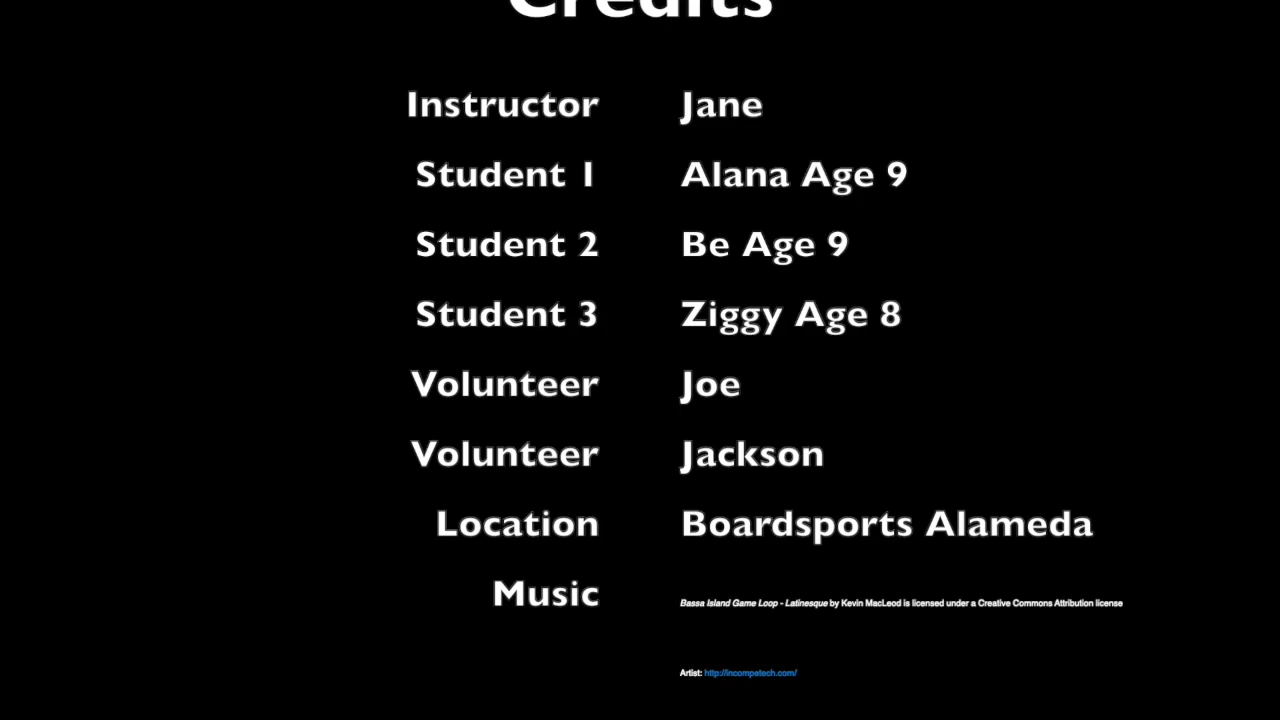 Credits
Instructor Jane
Student 1 Alana Age 9
Student 2 Be Age 9
Student 3 Ziggy Age 8
Volunteer Joe
Volunteer Jackson
Location Boardsports Alameda
Music Bassa Island Game Loop - Latinesque by Kevin MacLeod is licensed under a Creative Commons Attribution license
Artist: http://incompetech.com/